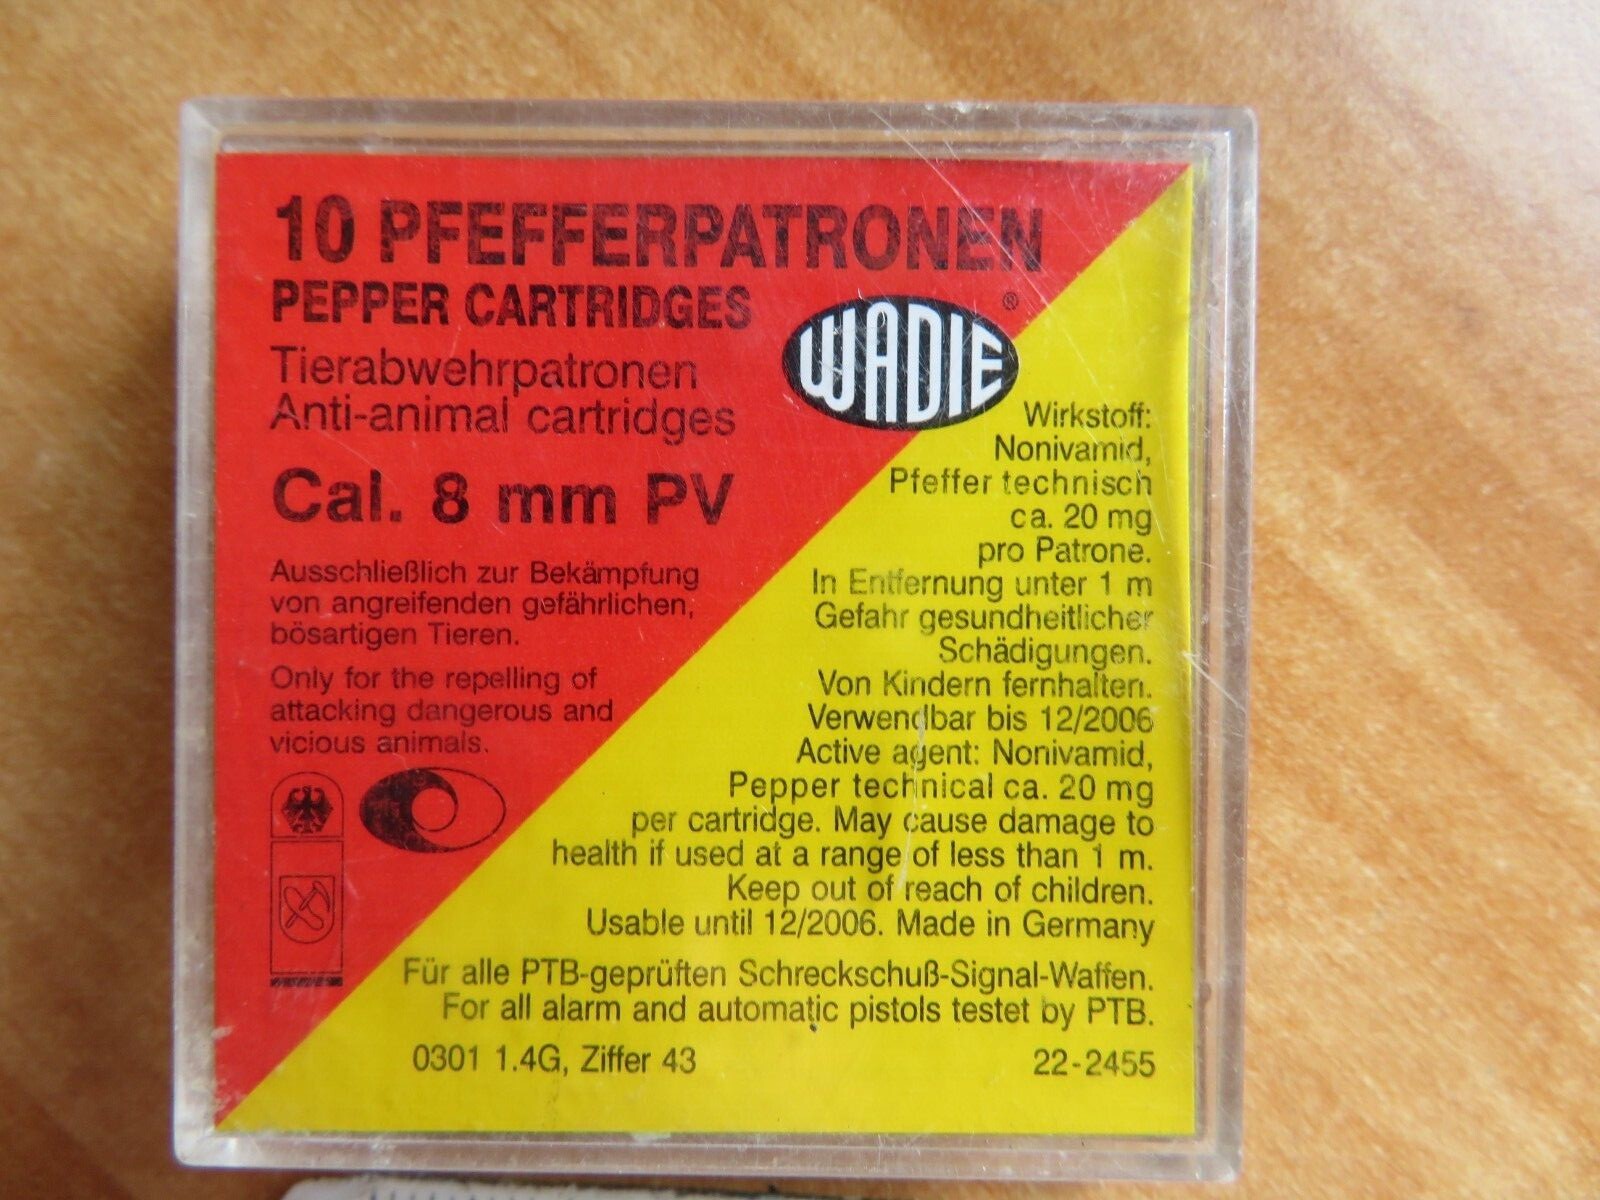 10 PFEFFERPATRONEN
PEPPER CARTRIDGES
Tierabwehrpatronen
Anti-animal cartridges
Cal. 8 mm PV
Ausschließlich zur Bekämpfung
von angreifenden gefährlichen,
bösartigen Tieren.
Only for the repelling of
attacking dangerous and
vicious animals.
WADIE ®
Wirkstoff:
Nonivamid,
Pfeffer technisch
ca. 20 mg
pro Patrone.
In Entfernung unter 1 m
Gefahr gesundheitlicher
Schädigungen.
Von Kindern fernhalten.
Verwendbar bis 12/2006
Active agent: Nonivamid,
Pepper technical ca. 20 mg
per cartridge. May cause damage to
health if used at a range of less than 1 m.
Keep out of reach of children.
Usable until 12/2006. Made in Germany
Für alle PTB-geprüften Schreckschuß-Signal-Waffen.
For all alarm and automatic pistols testet by PTB.
0301 1.4G, Ziffer 43
22-2455